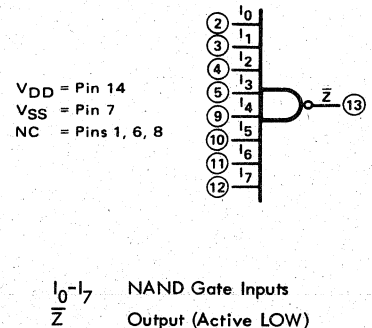 I0
2
I1
3
I2
4
I3
5
I4
9
I5
10
I6
11
I7
12
Z̅
13
VDD = Pin 14
VSS = Pin 7
NC = Pins 1, 6, 8
I0-I7 NAND Gate Inputs
Z̅ Output (Active LOW)